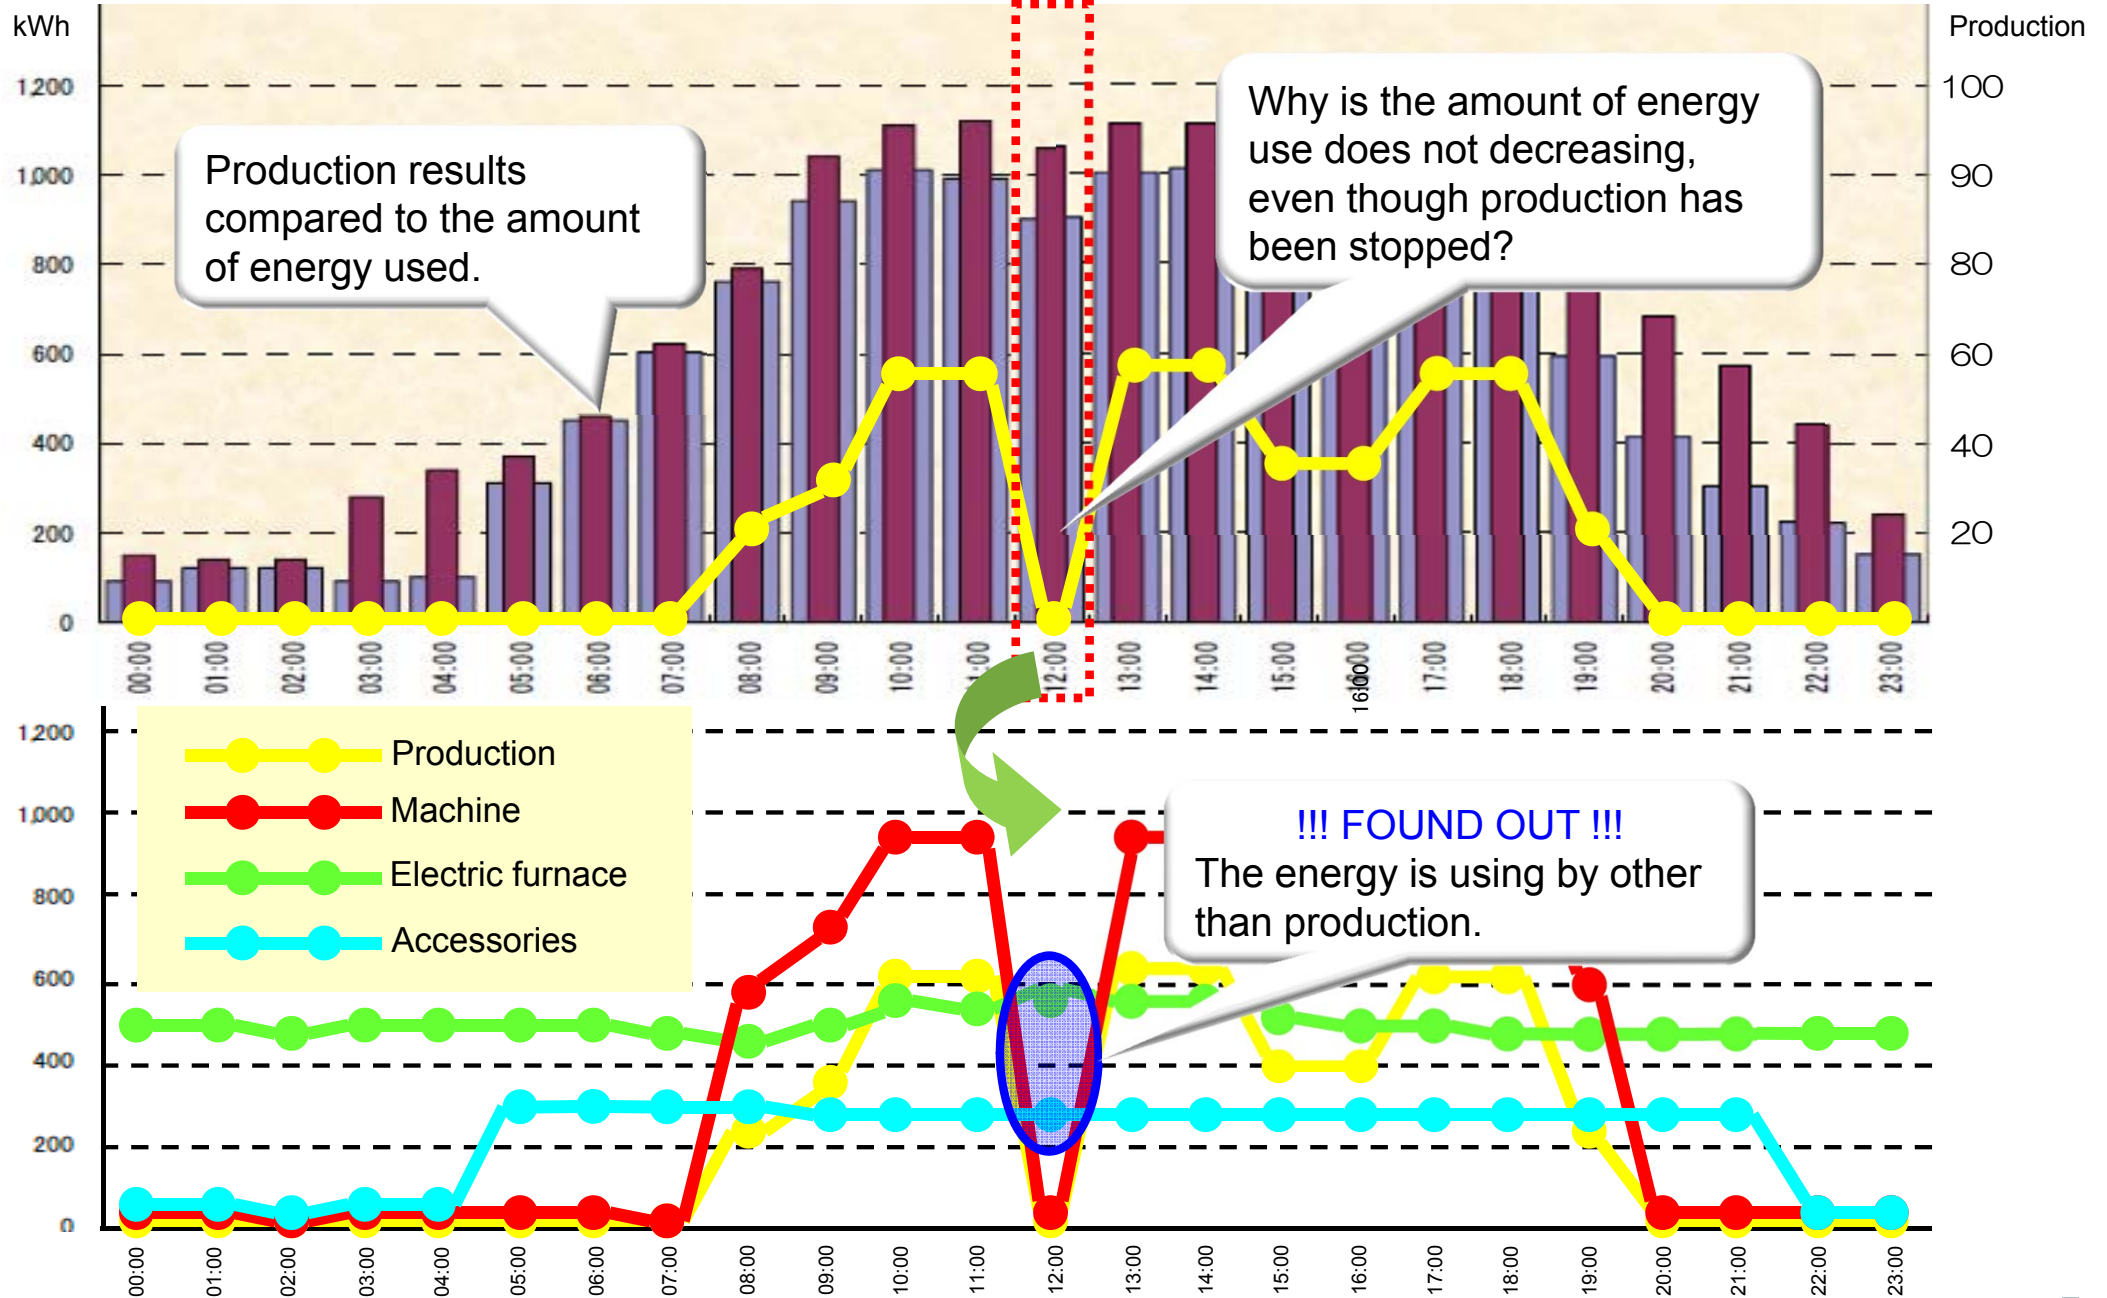 kWh
Production
1,200
1,000
800
600
400
200
0
100
90
80
60
40
20
Production results
compared to the amount
of energy used.
Why is the amount of energy
use does not decreasing,
even though production has
been stopped?
00:00 01:00 02:00 03:00 04:00 05:00 06:00 07:00 08:00 09:00 10:00 11:00 12:00 13:00 14:00 15:00 16:00 17:00 18:00 19:00 20:00 21:00 22:00 23:00
1,200
1,000
800
600
400
200
0
Production
Machine
Electric furnace
Accessories
!!! FOUND OUT !!!
The energy is using by other
than production.
00:00 01:00 02:00 03:00 04:00 05:00 06:00 07:00 08:00 09:00 10:00 11:00 12:00 13:00 14:00 15:00 16:00 17:00 18:00 19:00 20:00 21:00 22:00 23:00